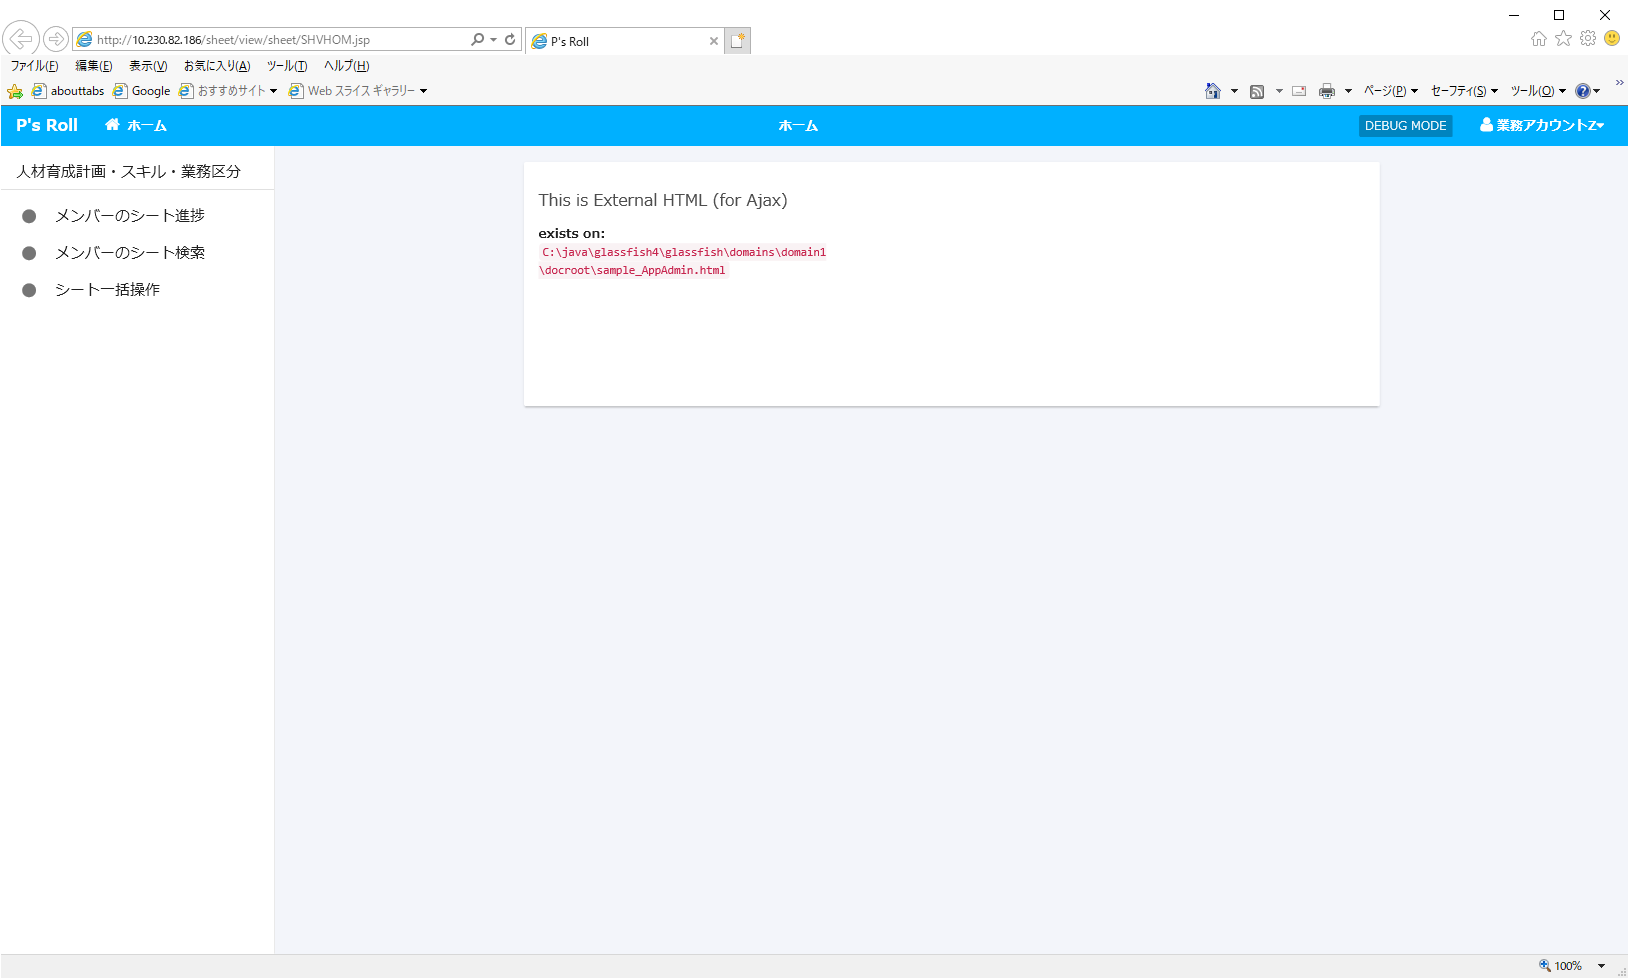 http://10.230.82.186/sheet/view/sheet/SHVHOM.jsp
P's Roll
ファイル(F) 編集(E) 表示(V) お気に入り(A) ツール(T) ヘルプ(H)
abouttabs Google おすすめサイト Web スライス ギャラリー ページ(P) セーフティ(S) ツール(O)
P's Roll ホーム ホーム DEBUG MODE 業務アカウントZ
人材育成計画・スキル・業務区分
メンバーのシート進捗
メンバーのシート検索
シート一括操作
This is External HTML (for Ajax)
exists on:
C:\java\glassfish4\glassfish\domains\domain1
\docroot\sample_AppAdmin.html
100%